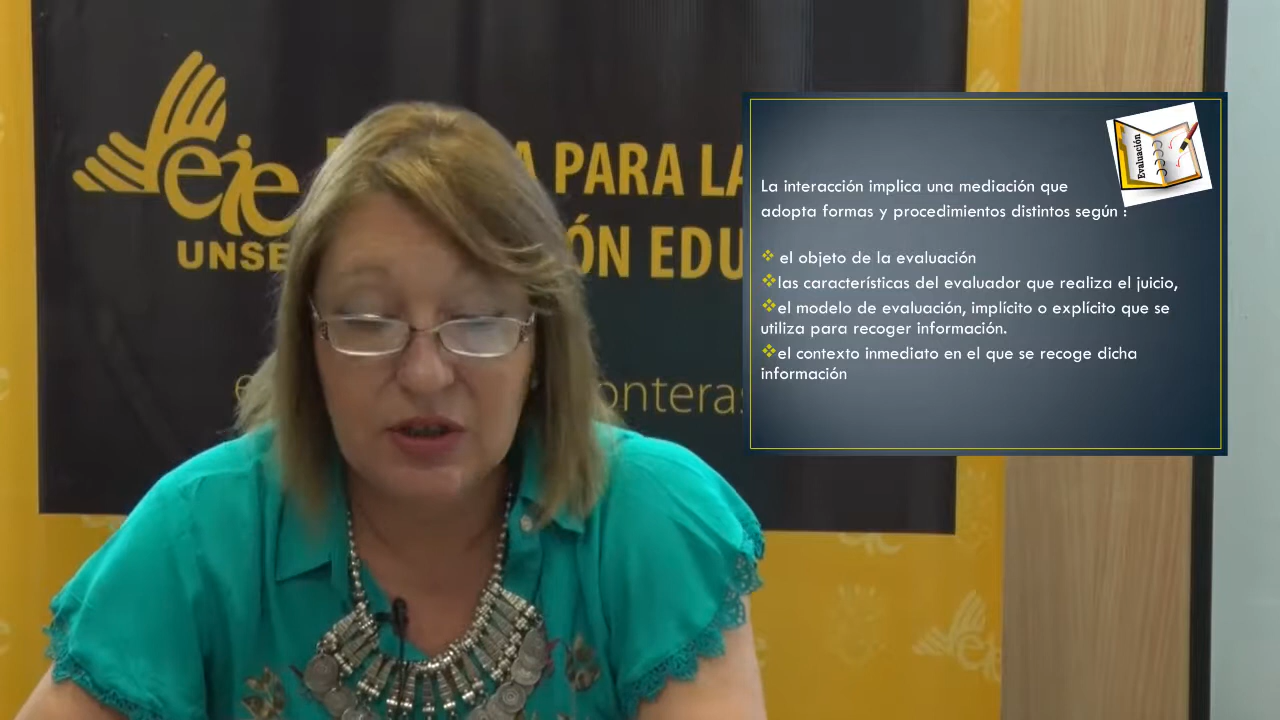 eie
UNSE
PARA LA
ÓN EDU
onteras
Evaluación
La interacción implica una mediación que
adopta formas y procedimientos distintos según :
el objeto de la evaluación
las características del evaluador que realiza el juicio,
el modelo de evaluación, implícito o explícito que se
utiliza para recoger información.
el contexto inmediato en el que se recoge dicha
información